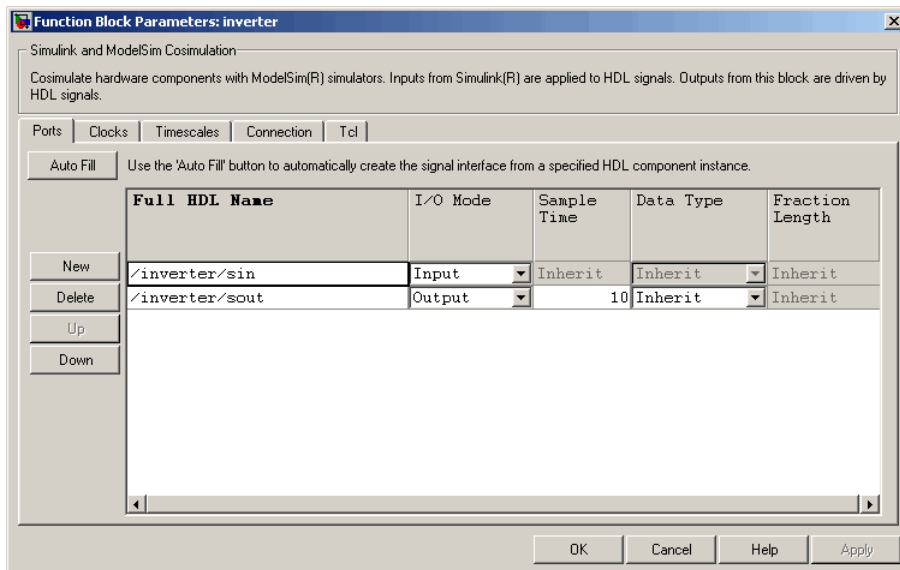 Function Block Parameters: inverter
Simulink and ModelSim Cosimulation
Cosimulate hardware components with ModelSim(R) simulators. Inputs from Simulink(R) are applied to HDL signals. Outputs from this block are driven by
HDL signals.
Ports Clocks Timescales Connection Tcl
Auto Fill Use the 'Auto Fill' button to automatically create the signal interface from a specified HDL component instance.
Full HDL Name I/O Mode Sample Data Type Fraction
Time Length
New /inverter/sin Input Inherit Inherit Inherit
Delete /inverter/sout Output 10 Inherit Inherit
Up
Down
OK Cancel Help Apply